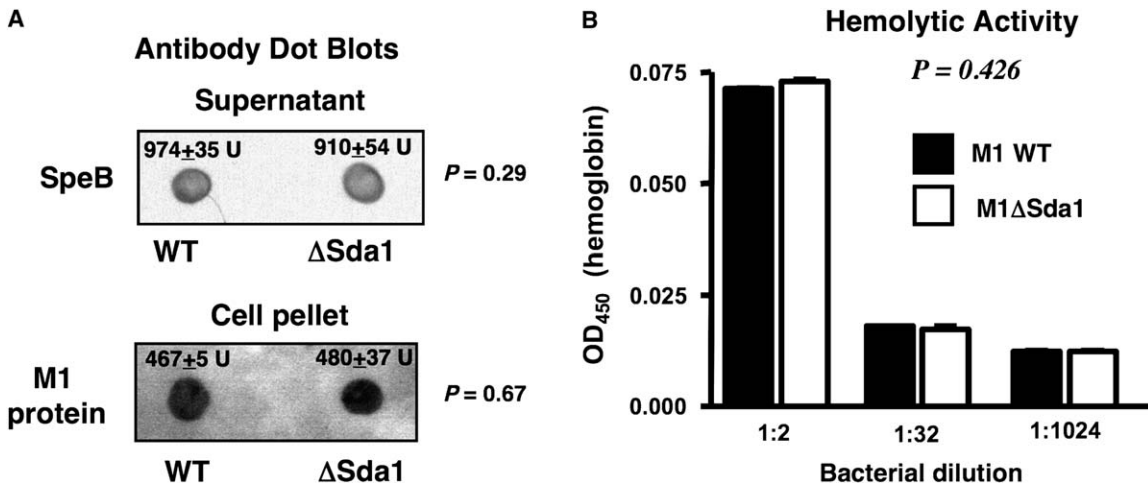 A
Antibody Dot Blots
Supernatant
SpeB
974±35 U 910±54 U
P = 0.29
WT ΔSda1
Cell pellet
M1
protein
467±5 U 480±37 U
P = 0.67
WT ΔSda1
B
Hemolytic Activity
P = 0.426
M1 WT
M1ΔSda1
OD450 (hemoglobin)
0.075
0.050
0.025
0.000
1:2 1:32 1:1024
Bacterial dilution